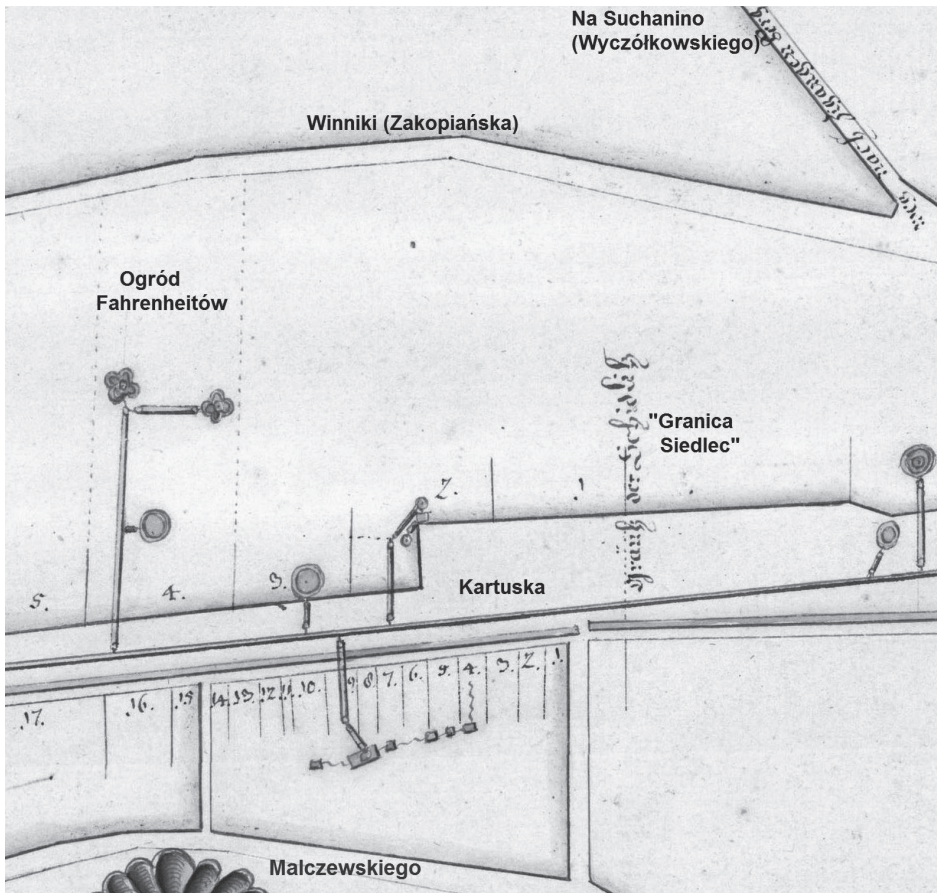 Na Suchanino
(Wyczółkowskiego)
Winniki (Zakopiańska)
Ogród
Fahrenheitów
"Granica
Siedlec"
2.
1.
3.
4.
5.
Kartuska
.17.
.16.
.15.
14.
13.
12.
11.
10.
9.
8.
7.
6.
5.
4.
3.
2.
1.
Malczewskiego